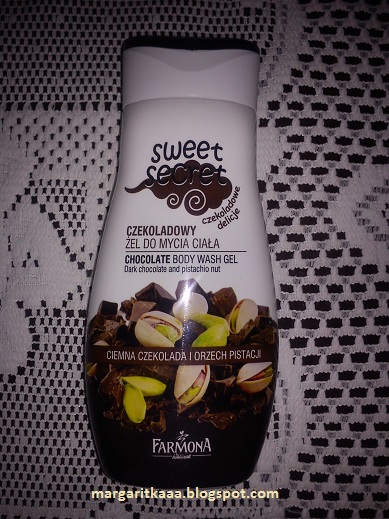 sweet
secret
czekoladowe
delicje
CZEKOLADOWY
ŻEL DO MYCIA CIAŁA
CHOCOLATE BODY WASH GEL
Dark chocolate and pistachio nut
CIEMNA CZEKOLADA I ORZECH PISTACJI
FARMONA
margaritkaaa.blogspot.com